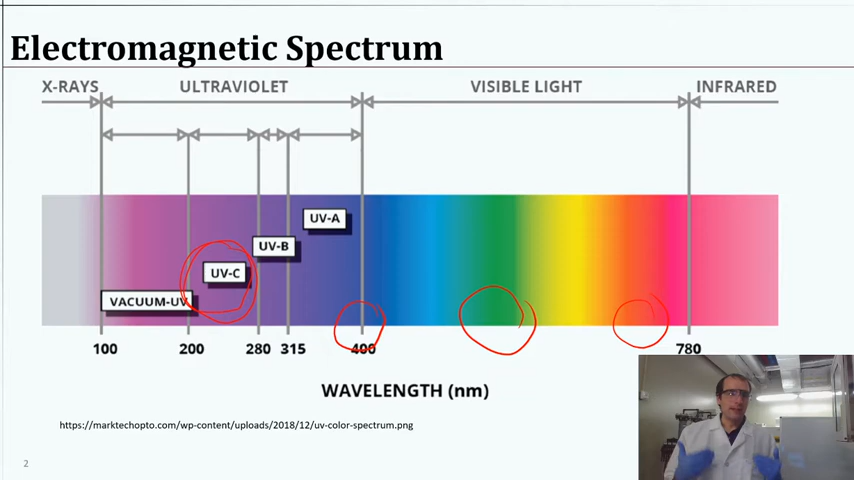 Electromagnetic Spectrum
X-RAYS ULTRAVIOLET VISIBLE LIGHT INFRARED
UV-A
UV-B
UV-C
VACUUM-UV
100 200 280 315 400 780
WAVELENGTH (nm)
https://marktechopto.com/wp-content/uploads/2018/12/uv-color-spectrum.png
2